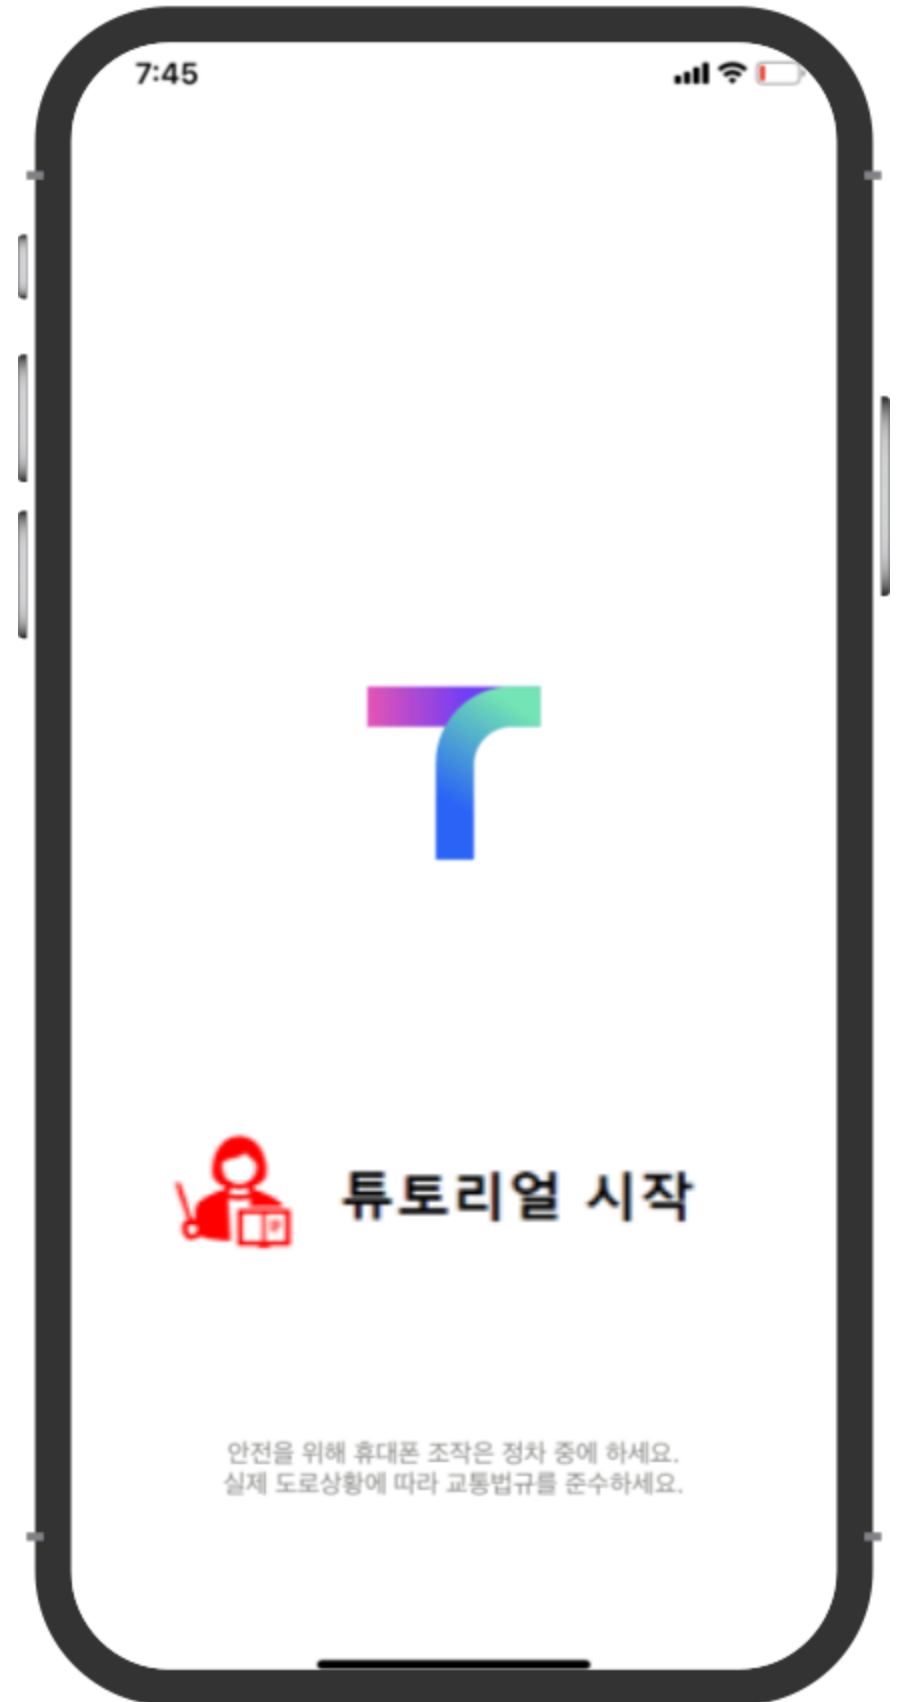 7:45
튜토리얼 시작
안전을 위해 휴대폰 조작은 정차 중에 하세요.
실제 도로상황에 따라 교통법규를 준수하세요.